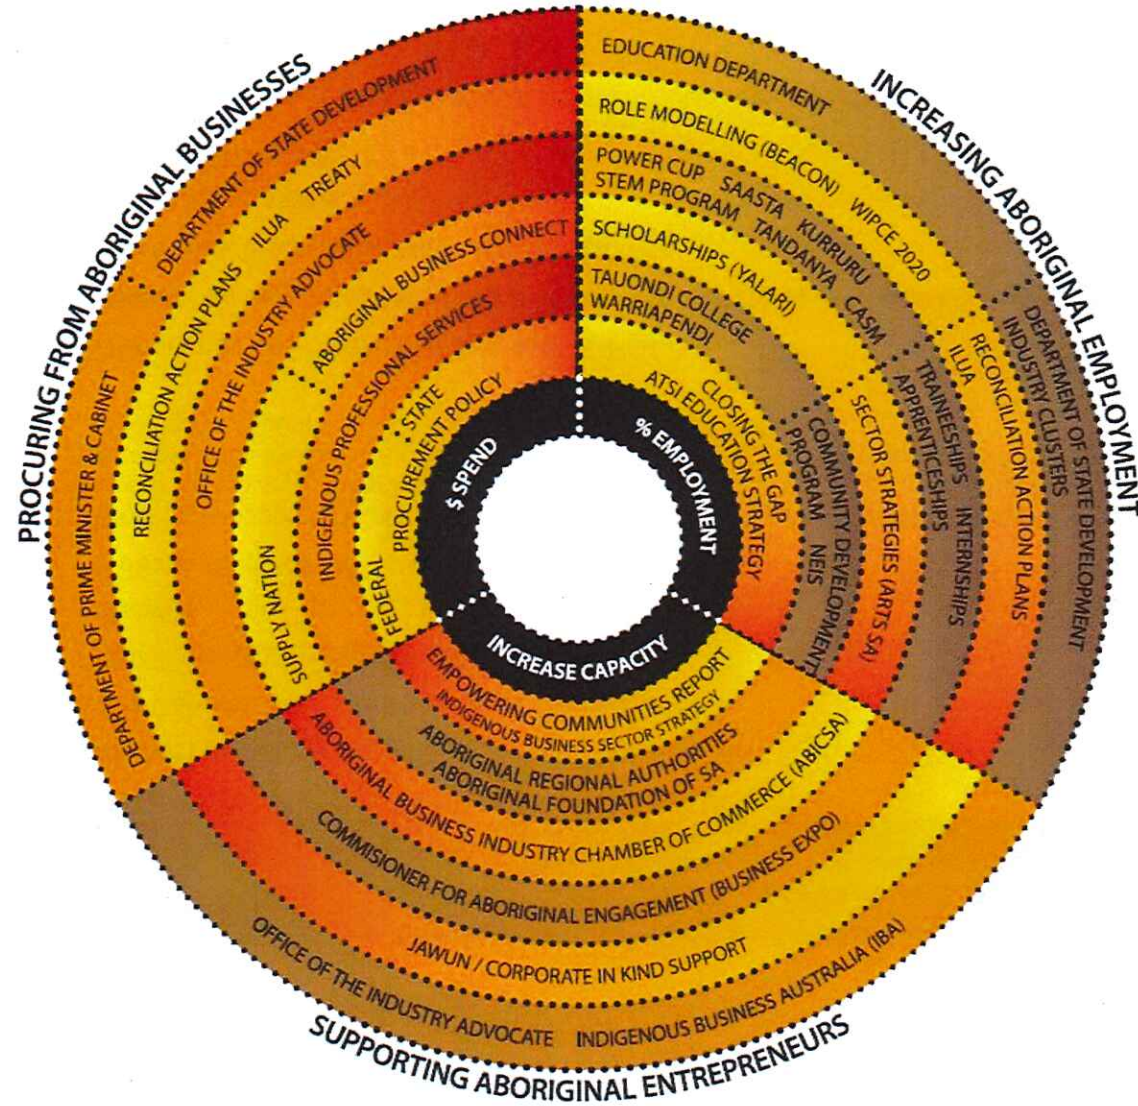 PROCURING FROM ABORIGINAL BUSINESSES
DEPARTMENT OF PRIME MINISTER & CABINET
DEPARTMENT OF STATE DEVELOPMENT
RECONCILIATION ACTION PLANS ILUA TREATY
OFFICE OF THE INDUSTRY ADVOCATE
SUPPLY NATION
ABORIGINAL BUSINESS CONNECT
INDIGENOUS PROFESSIONAL SERVICES
FEDERAL
STATE
PROCUREMENT POLICY
$ SPEND
INCREASING ABORIGINAL EMPLOYMENT
EDUCATION DEPARTMENT
DEPARTMENT OF STATE DEVELOPMENT
INDUSTRY CLUSTERS
ROLE MODELLING (BEACON) WIPCE 2020
RECONCILIATION ACTION PLANS
ILUA
POWER CUP SAASTA KURRURU
STEM PROGRAM TANDANYA CASM
TRAINEESHIPS INTERNSHIPS
APPRENTICESHIPS
SCHOLARSHIPS (YALARI)
SECTOR STRATEGIES (ARTS SA)
TAUONDI COLLEGE
WARRIAPENDI
COMMUNITY DEVELOPMENT
PROGRAM NEIS
CLOSING THE GAP
ATSI EDUCATION STRATEGY
% EMPLOYMENT
INCREASE CAPACITY
EMPOWERING COMMUNITIES REPORT
INDIGENOUS BUSINESS SECTOR STRATEGY
ABORIGINAL REGIONAL AUTHORITIES
ABORIGINAL FOUNDATION OF SA
ABORIGINAL BUSINESS INDUSTRY CHAMBER OF COMMERCE (ABICSA)
COMMISIONER FOR ABORIGINAL ENGAGEMENT (BUSINESS EXPO)
JAWUN / CORPORATE IN KIND SUPPORT
OFFICE OF THE INDUSTRY ADVOCATE INDIGENOUS BUSINESS AUSTRALIA (IBA)
SUPPORTING ABORIGINAL ENTREPRENEURS